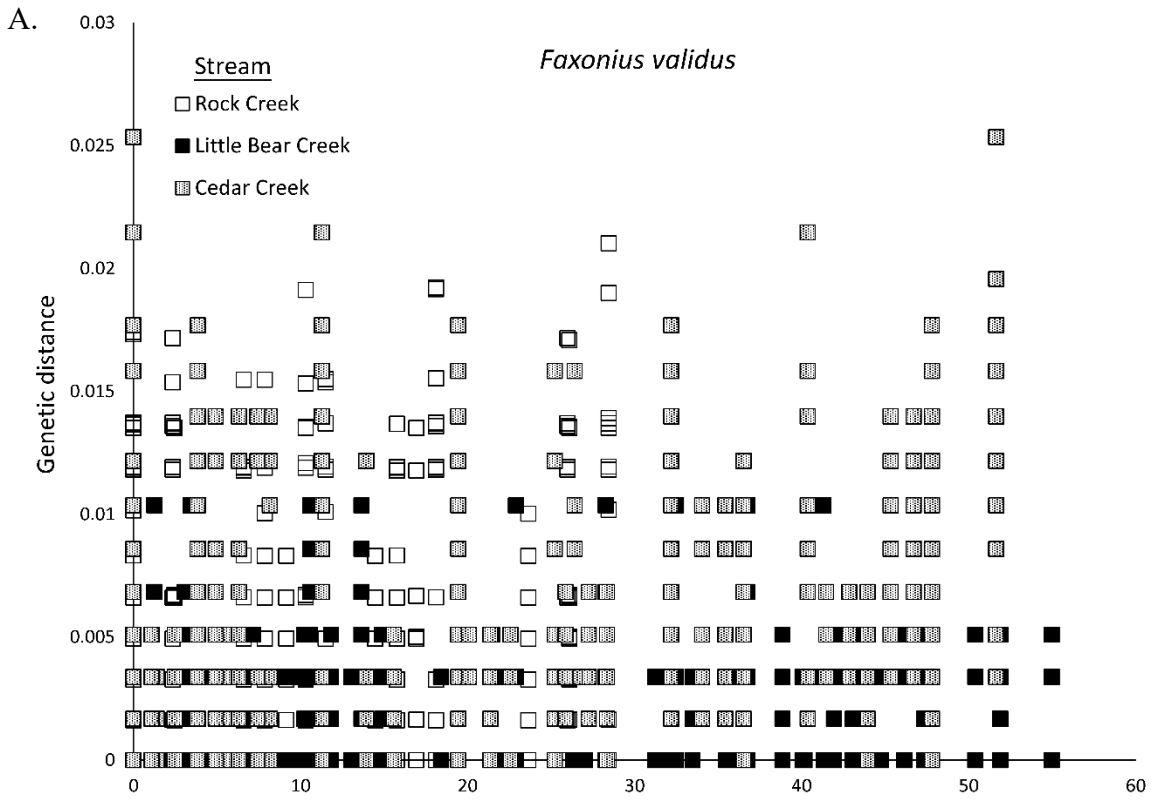 A.
Faxonius validus
Stream
Rock Creek
Little Bear Creek
Cedar Creek
Genetic distance
0.03
0.025
0.02
0.015
0.01
0.005
0
0 10 20 30 40 50 60